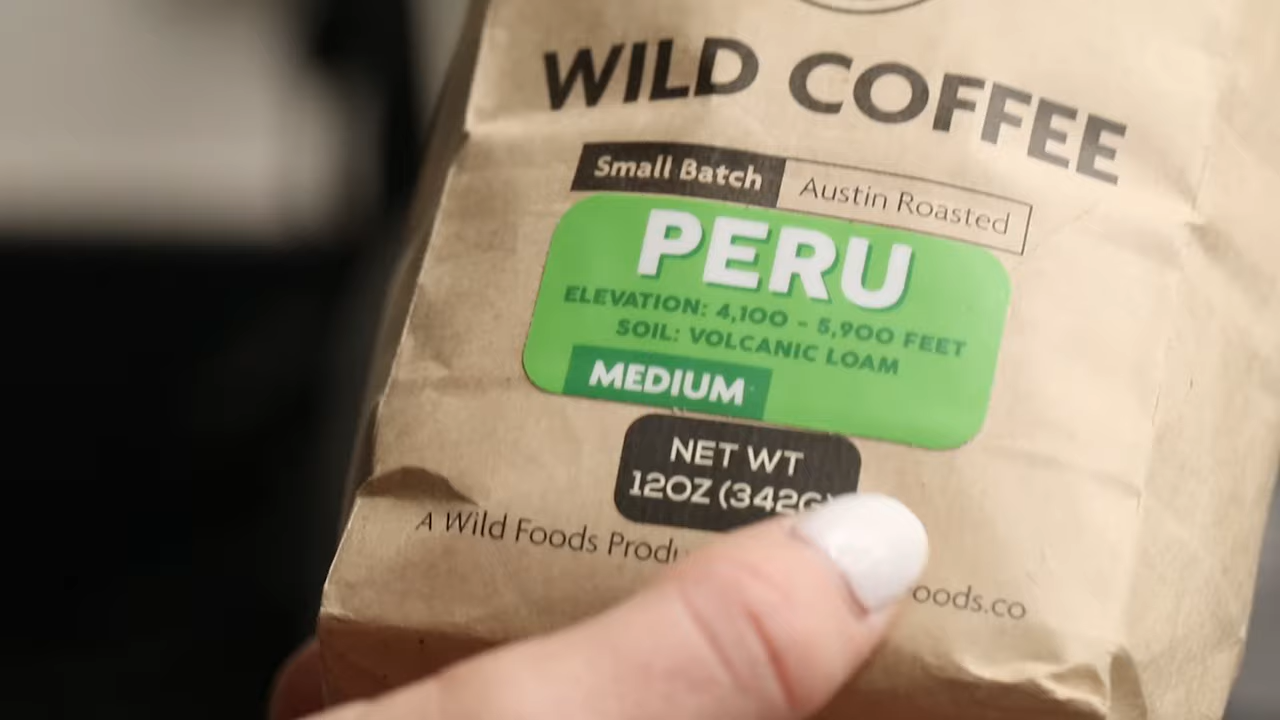 WILD COFFEE
Small Batch Austin Roasted
PERU
ELEVATION: 4,100 - 5,900 FEET
SOIL: VOLCANIC LOAM
MEDIUM
NET WT
12OZ (342G)
A Wild Foods